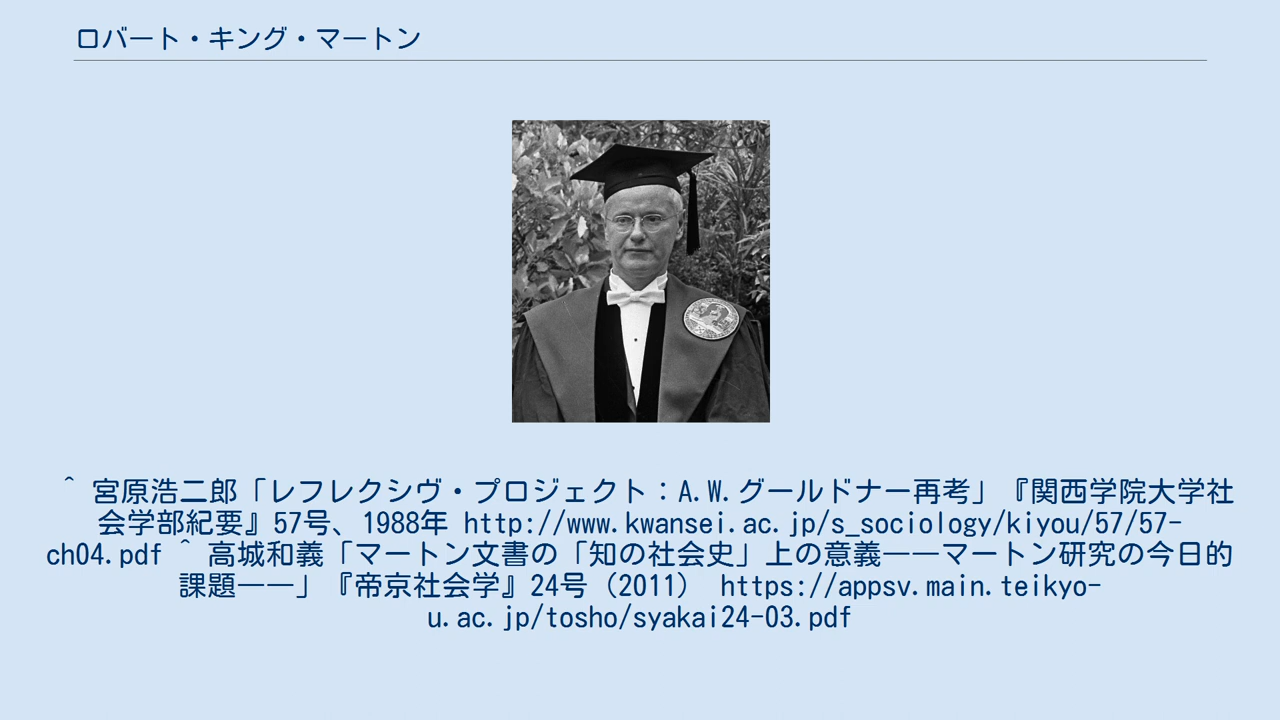 ロバート・キング・マートン
^ 宮原浩二郎「レフレクシヴ・プロジェクト：A.W.グールドナー再考」『関西学院大学社
会学部紀要』57号、1988年 http://www.kwansei.ac.jp/s_sociology/kiyou/57/57-
ch04.pdf ^ 高城和義「マートン文書の「知の社会史」上の意義――マートン研究の今日的
課題――」『帝京社会学』24号（2011） https://appsv.main.teikyo-
u.ac.jp/tosho/syakai24-03.pdf